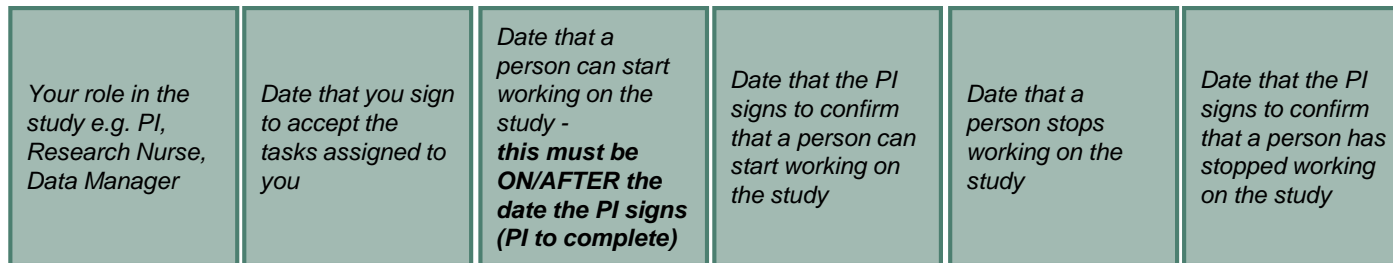 Your role in the
study e.g. PI,
Research Nurse,
Data Manager
Date that you sign
to accept the
tasks assigned to
you
Date that a
person can start
working on the
study -
this must be
ON/AFTER the
date the PI signs
(PI to complete)
Date that the PI
signs to confirm
that a person can
start working on
the study
Date that a
person stops
working on the
study
Date that the PI
signs to confirm
that a person has
stopped working
on the study